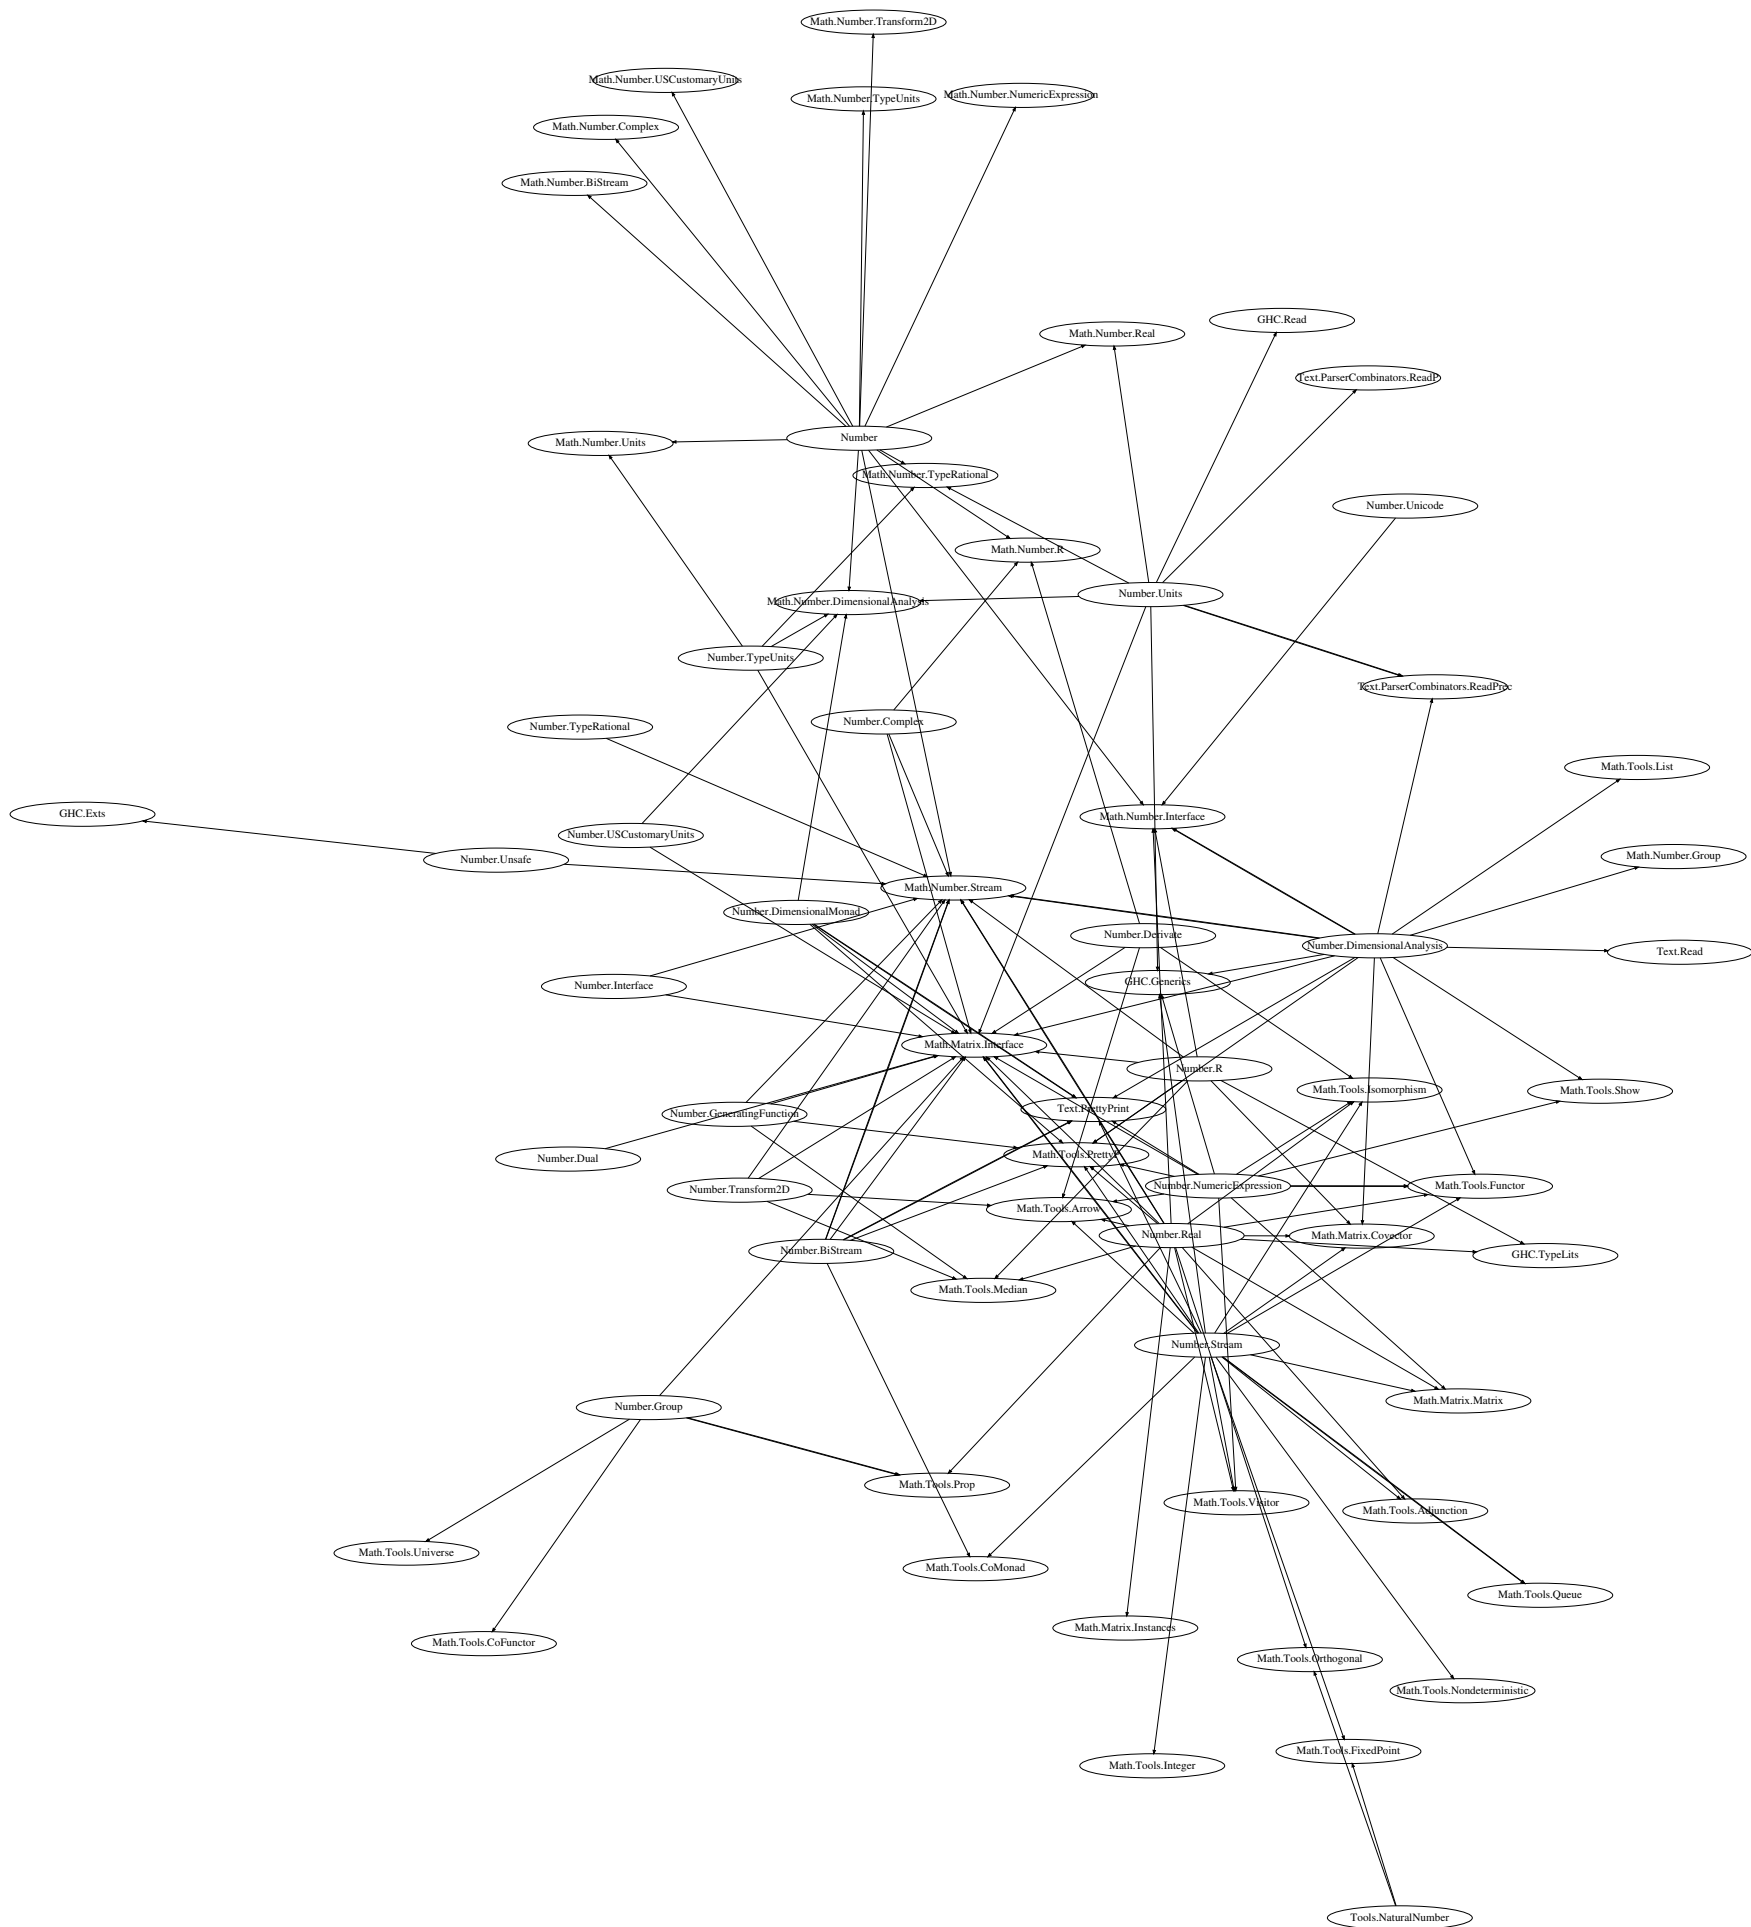 Math.Number.Transform2D
Math.Number.USCustomaryUnits
Math.Number.TypeUnits
Math.Number.NumericExpression
Math.Number.Complex
Math.Number.BiStream
GHC.Read
Math.Number.Real
Text.ParserCombinators.ReadP
Number
Math.Number.Units
Math.Number.TypeRational
Number.Unicode
Math.Number.R
Number.Units
Math.Number.DimensionalAnalysis
Number.TypeUnits
Text.ParserCombinators.ReadPrec
Number.Complex
Number.TypeRational
Math.Tools.List
GHC.Exts
Math.Number.Interface
Number.USCustomaryUnits
Math.Number.Group
Number.Unsafe
Math.Number.Stream
Number.DimensionalMonad
Number.Derivate
Number.DimensionalAnalysis
Text.Read
GHC.Generics
Number.Interface
Math.Matrix.Interface
Number.R
Math.Tools.Isomorphism
Math.Tools.Show
Text.PrettyPrint
Number.GeneratingFunction
Math.Tools.PrettyP
Number.Dual
Number.NumericExpression
Math.Tools.Functor
Number.Transform2D
Math.Tools.Arrow
Number.Real
Math.Matrix.Covector
Number.BiStream
GHC.TypeLits
Math.Tools.Median
Number.Stream
Math.Matrix.Matrix
Number.Group
Math.Tools.Prop
Math.Tools.Visitor
Math.Tools.Adjunction
Math.Tools.Universe
Math.Tools.CoMonad
Math.Tools.Queue
Math.Matrix.Instances
Math.Tools.CoFunctor
Math.Tools.Orthogonal
Math.Tools.Nondeterministic
Math.Tools.FixedPoint
Math.Tools.Integer
Tools.NaturalNumber